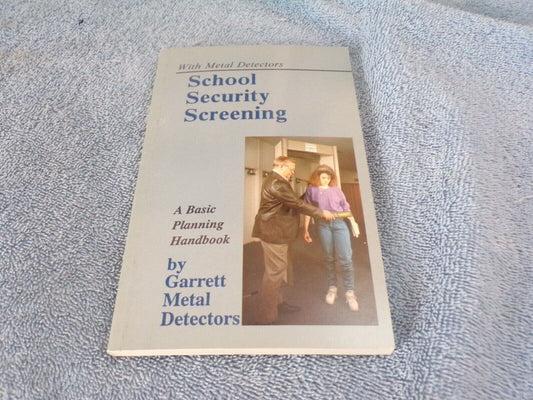 With Metal Detectors
School
Security
Screening
A Basic
Planning
Handbook
by
Garrett
Metal
Detectors